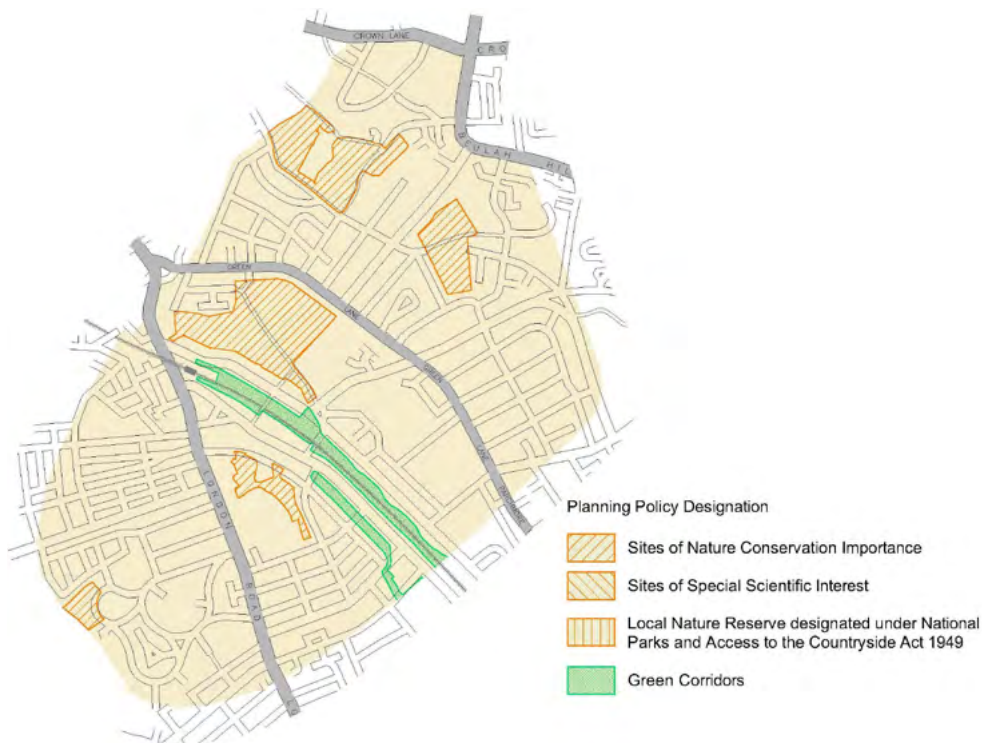 CROWN LANE
CRO
BEULAH HIL
GREEN
LANE
GREEN
LANE
LONDON
ROAD
Planning Policy Designation
Sites of Nature Conservation Importance
Sites of Special Scientific Interest
Local Nature Reserve designated under National
Parks and Access to the Countryside Act 1949
Green Corridors